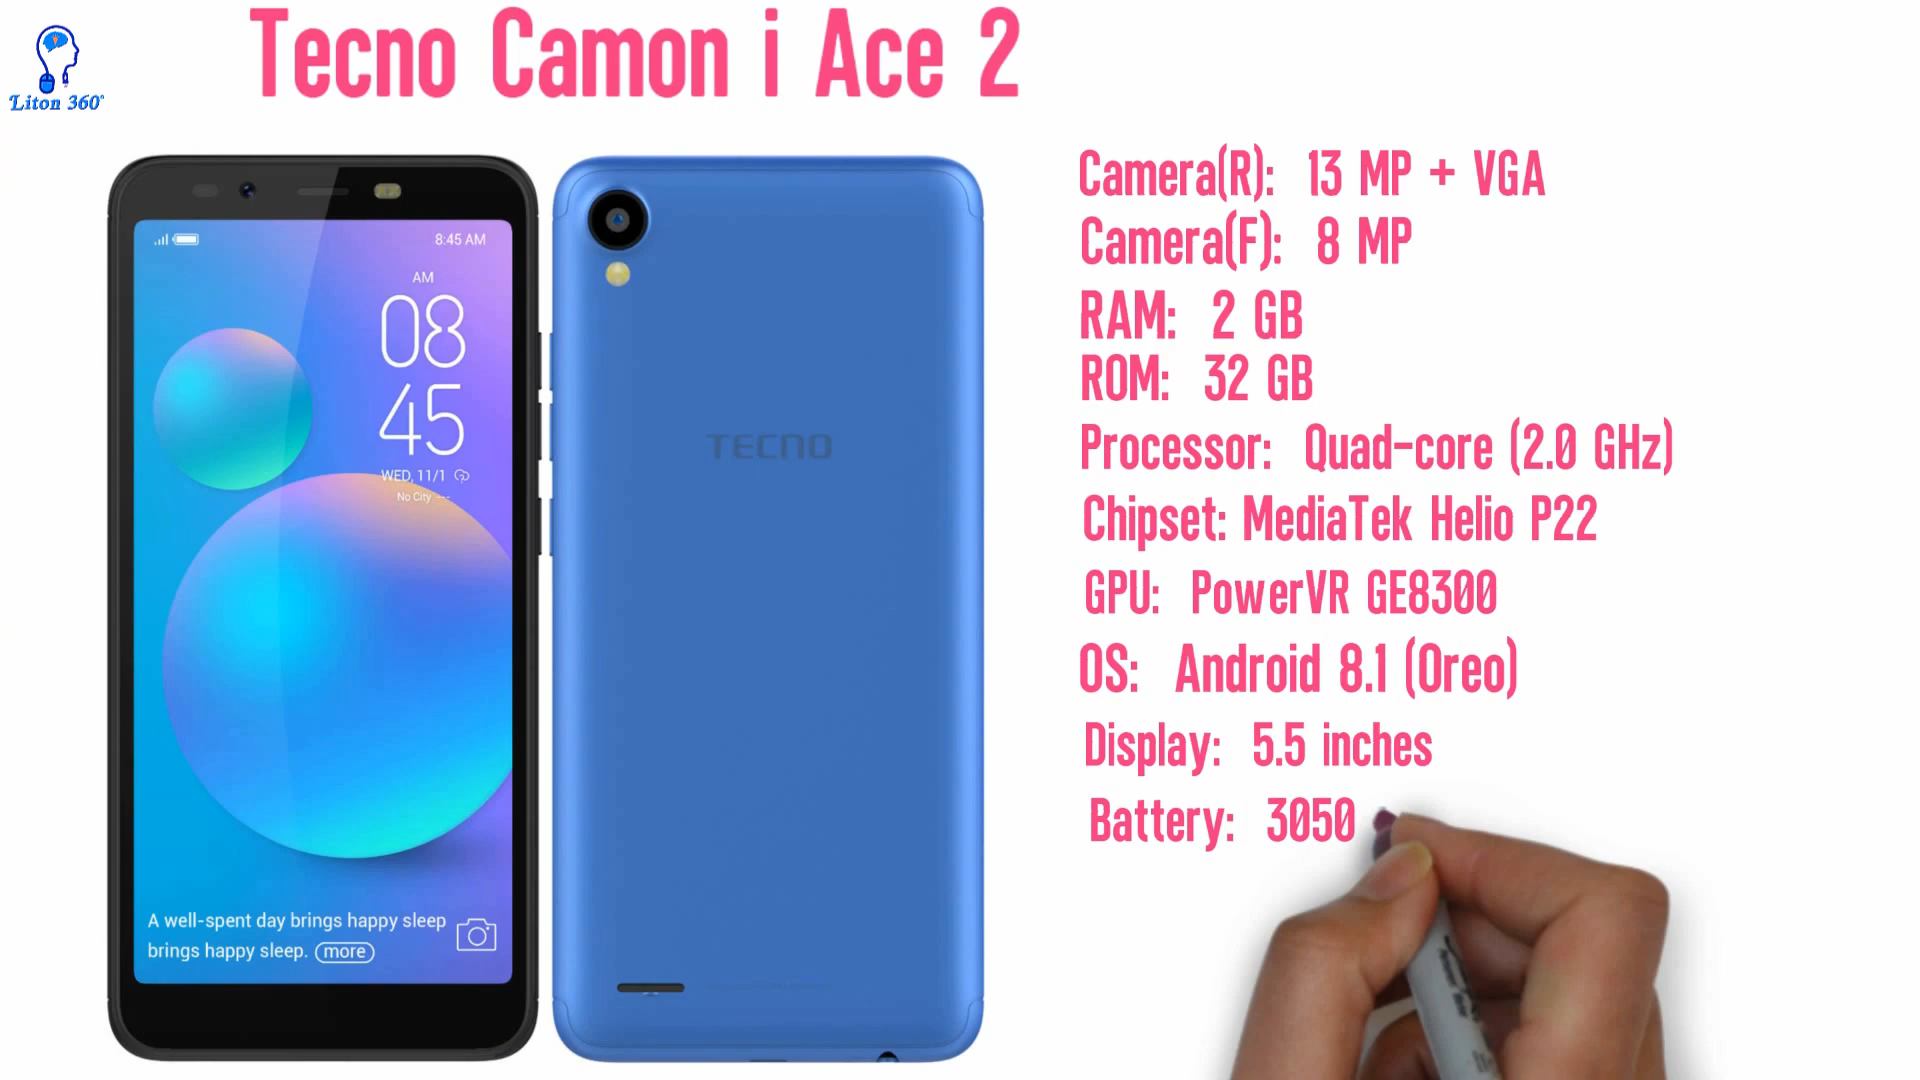 Liton 360°
Tecno Camon i Ace 2
8:45 AM
AM
08
45
WED, 11/1
No City ---
A well-spent day brings happy sleep
brings happy sleep. more
TECNO
Camera(R): 13 MP + VGA
Camera(F): 8 MP
RAM: 2 GB
ROM: 32 GB
Processor: Quad-core (2.0 GHz)
Chipset: MediaTek Helio P22
GPU: PowerVR GE8300
OS: Android 8.1 (Oreo)
Display: 5.5 inches
Battery: 3050